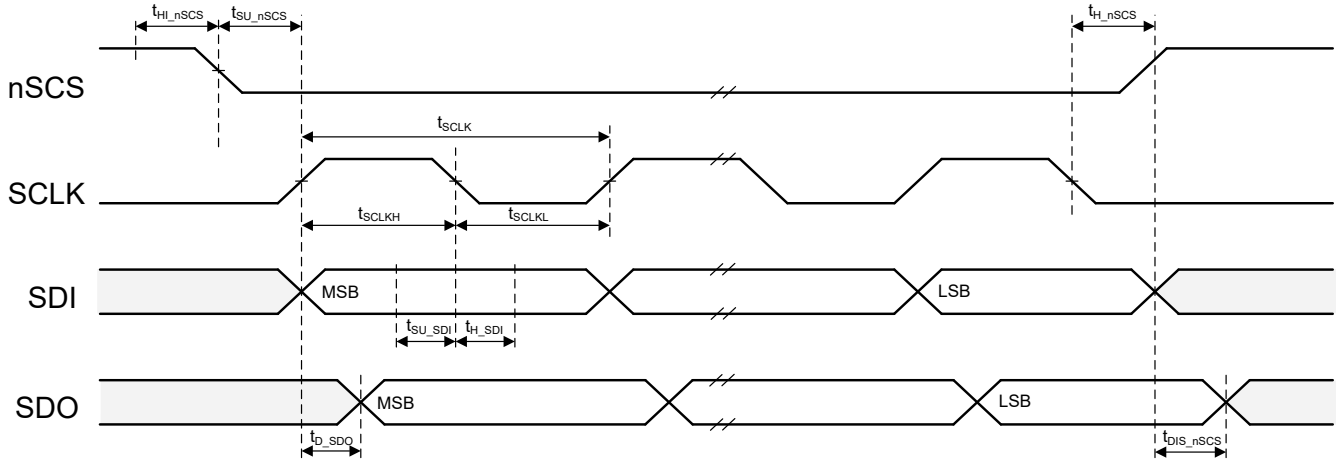 tHI_nSCS tSU_nSCS tH_nSCS
nSCS
tSCLK
SCLK
tSCLKH tSCLKL
SDI MSB LSB
tSU_SDI tH_SDI
SDO MSB LSB
tD_SDO tDIS_nSCS